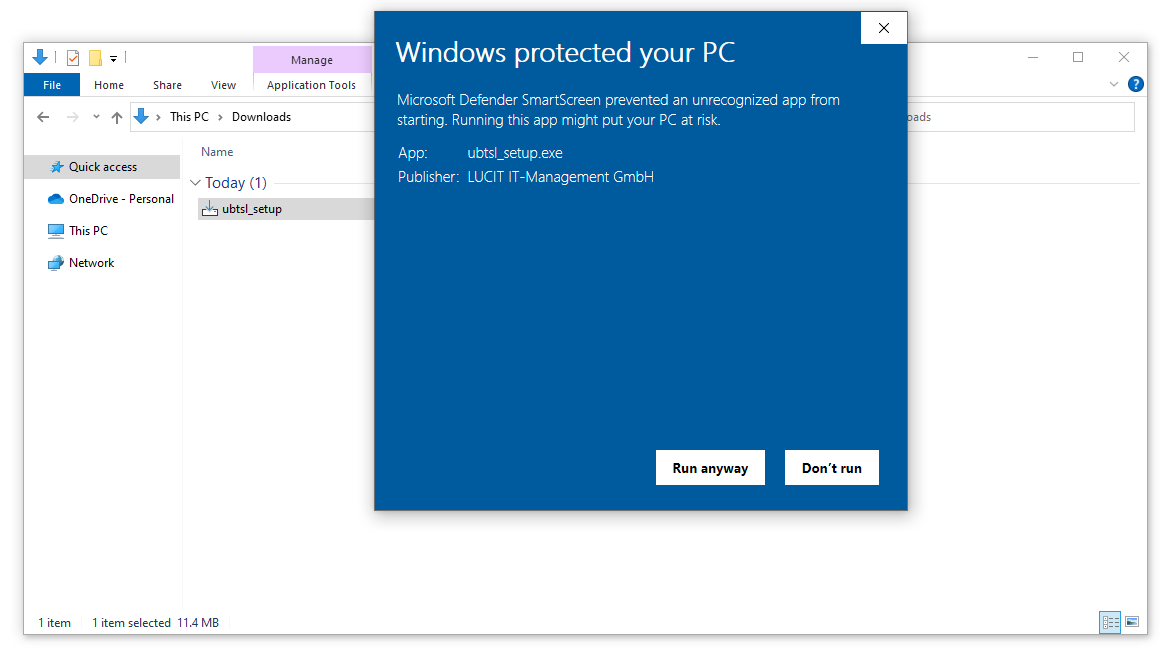 Manage
File Home Share View Application Tools
This PC Downloads
Quick access
OneDrive - Personal
This PC
Network
Name
Today (1)
ubtsl_setup
Windows protected your PC
Microsoft Defender SmartScreen prevented an unrecognized app from
starting. Running this app might put your PC at risk.
App: ubtsl_setup.exe
Publisher: LUCIT IT-Management GmbH
Run anyway Don’t run
oads
?
1 item 1 item selected 11.4 MB